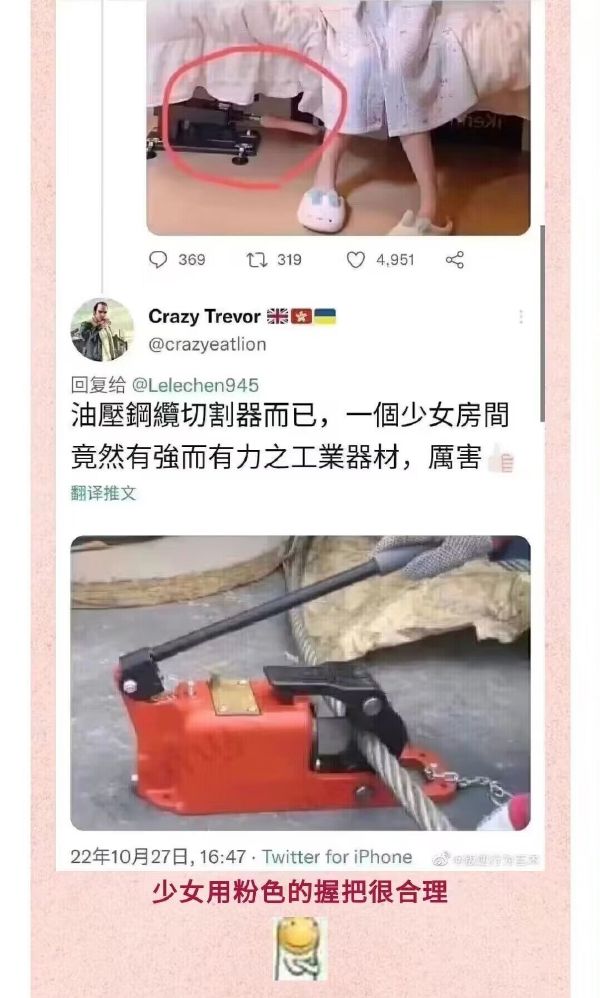 369 319 4,951
Crazy Trevor 🇬🇧🇭🇰🇺🇦
@crazyeatlion
回复给 @Lelechen945
油壓鋼纜切割器而已，一個少女房間
竟然有強而有力之工業器材，厲害👍🏻
翻译推文
22年10月27日, 16:47 · Twitter for iPhone
少女用粉色的握把很合理